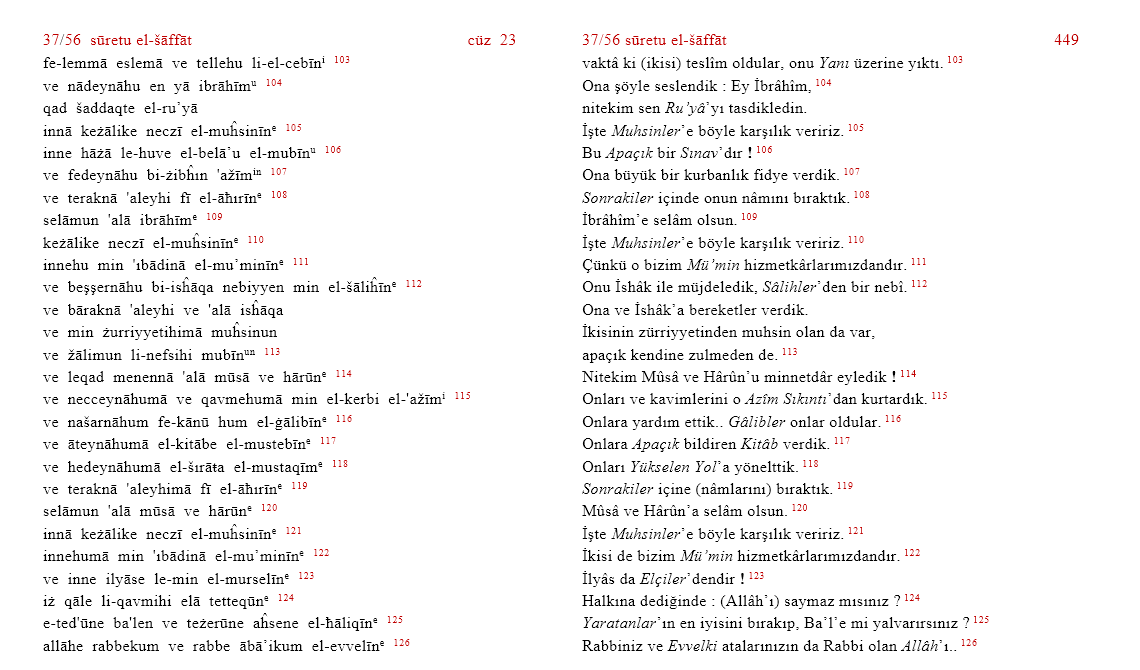 37/56 sūretu el-šāffāt cüz 23
fe-lemmā eslemā ve tellehu li-el-cebīnⁱ 103
ve nādeynāhu en yā ibrāhīmᵘ 104
qad šaddaqte el-ru’yā
innā keżālike neczī el-muĥsinīnᵉ 105
inne hāżā le-huve el-belā’u el-mubīnᵘ 106
ve fedeynāhu bi-żibĥın 'ažīmⁱⁿ 107
ve teraknā 'aleyhi fī el-āħırīnᵉ 108
selāmun 'alā ibrāhīmᵉ 109
keżālike neczī el-muĥsinīnᵉ 110
innehu min 'ıbādinā el-mu’minīnᵉ 111
ve beşşernāhu bi-isĥāqa nebiyyen min el-šāliĥīnᵉ 112
ve bāraknā 'aleyhi ve 'alā isĥāqa
ve min żurriyyetihimā muĥsinun
ve žālimun li-nefsihi mubīnᵘⁿ 113
ve leqad menennā 'alā mūsā ve hārūnᵉ 114
ve necceynāhumā ve qavmehumā min el-kerbi el-'ažīmⁱ 115
ve našarnāhum fe-kānū hum el-ġālibīnᵉ 116
ve āteynāhumā el-kitābe el-mustebīnᵉ 117
ve hedeynāhumā el-šırāŧa el-mustaqīmᵉ 118
ve teraknā 'aleyhimā fī el-āħırīnᵉ 119
selāmun 'alā mūsā ve hārūnᵉ 120
innā keżālike neczī el-muĥsinīnᵉ 121
innehumā min 'ıbādinā el-mu’minīnᵉ 122
ve inne ilyāse le-min el-murselīnᵉ 123
iż qāle li-qavmihi elā tetteqūnᵉ 124
e-ted'ūne ba'len ve teżerūne aĥsene el-ħāliqīnᵉ 125
allāhe rabbekum ve rabbe ābā’ikum el-evvelīnᵉ 126
37/56 sūretu el-šāffāt 449
vaktâ ki (ikisi) teslîm oldular, onu Yanı üzerine yıktı. 103
Ona şöyle seslendik : Ey İbrâhîm, 104
nitekim sen Ru’yâ’yı tasdikledin.
İşte Muhsinler’e böyle karşılık veririz. 105
Bu Apaçık bir Sınav’dır ! 106
Ona büyük bir kurbanlık fidye verdik. 107
Sonrakiler içinde onun nâmını bıraktık. 108
İbrâhîm’e selâm olsun. 109
İşte Muhsinler’e böyle karşılık veririz. 110
Çünkü o bizim Mü’min hizmetkârlarımızdandır. 111
Onu İshâk ile müjdeledik, Sâlihler’den bir nebî. 112
Ona ve İshâk’a bereketler verdik.
İkisinin zürriyyetinden muhsin olan da var,
apaçık kendine zulmeden de. 113
Nitekim Mûsâ ve Hârûn’u minnetdâr eyledik ! 114
Onları ve kavimlerini o Azîm Sıkıntı’dan kurtardık. 115
Onlara yardım ettik.. Gâlibler onlar oldular. 116
Onlara Apaçık bildiren Kitâb verdik. 117
Onları Yükselen Yol’a yönelttik. 118
Sonrakiler içine (nâmlarını) bıraktık. 119
Mûsâ ve Hârûn’a selâm olsun. 120
İşte Muhsinler’e böyle karşılık veririz. 121
İkisi de bizim Mü’min hizmetkârlarımızdandır. 122
İlyâs da Elçiler’dendir ! 123
Halkına dediğinde : (Allâh’ı) saymaz mısınız ? 124
Yaratanlar’ın en iyisini bırakıp, Ba’l’e mi yalvarırsınız ? 125
Rabbiniz ve Evvelki atalarınızın da Rabbi olan Allâh’ı.. 126